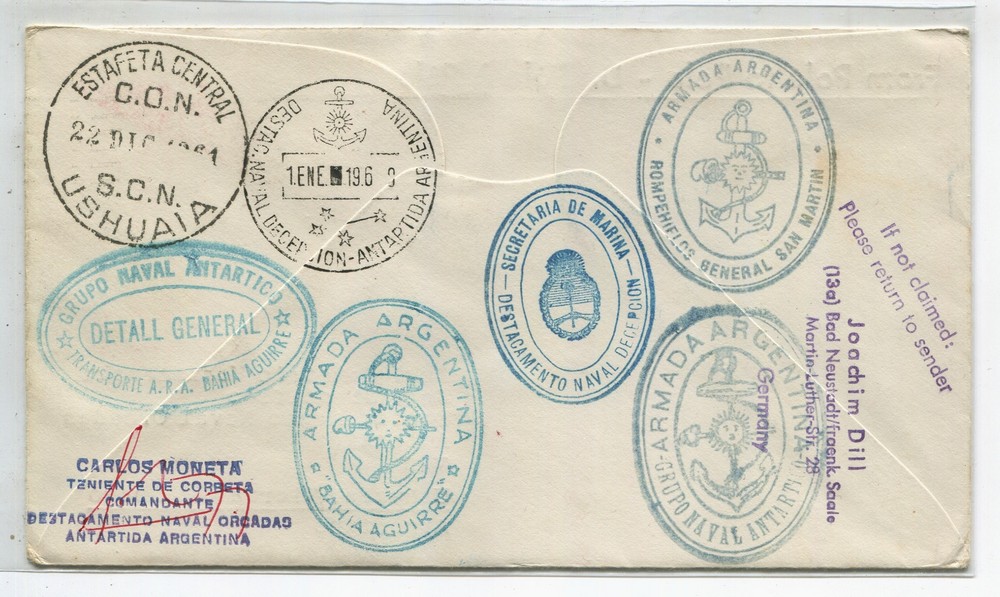 ESTAFETA CENTRAL
C.O.N.
22 DIC 1961
S.C.N.
USHUAIA
DESTAC. NAVAL DECEPCION - ANTARTIDA ARGENTINA
1. ENE 196
ARMADA ARGENTINA
ROMPEHIELOS GENERAL SAN MARTIN
SECRETARIA DE MARINA
DESTACAMENTO NAVAL DECEPCION
GRUPO NAVAL ANTARTICO
DETALL GENERAL
TRANSPORTE A.R.A. BAHIA AGUIRRE
ARMADA ARGENTINA
"BAHIA AGUIRRE"
ARMADA ARGENTINA
GRUPO NAVAL ANTARTICO
If not claimed:
Please return to sender
Joachim Dill
(13a) Bad Neustadt/fraenk. Saale
Martin-Luther-Str. 28
Germany
CARLOS MONETA
TENIENTE DE CORBETA
COMANDANTE
DESTACAMENTO NAVAL ORCADAS
ANTARTIDA ARGENTINA